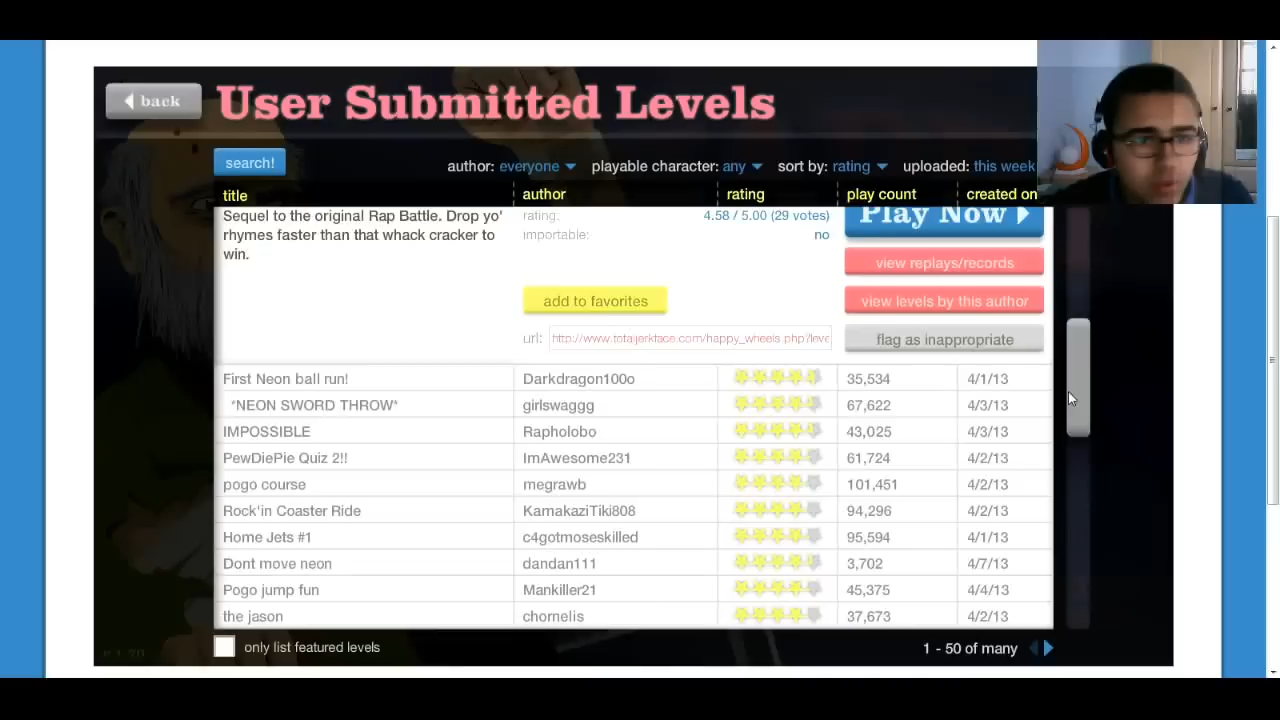 back
User Submitted Levels
search!
author: everyone playable character: any sort by: rating uploaded: this week
title author rating play count created on
Sequel to the original Rap Battle. Drop yo'
rhymes faster than that whack cracker to
win.
rating: 4.58 / 5.00 (29 votes)
importable: no
Play Now
view replays/records
add to favorites
view levels by this author
url: http://www.totaljerkface.com/happy_wheels.php?leve
flag as inappropriate
First Neon ball run! Darkdragon100o 35,534 4/1/13
*NEON SWORD THROW* girlswaggg 67,622 4/3/13
IMPOSSIBLE Rapholobo 43,025 4/3/13
PewDiePie Quiz 2!! ImAwesome231 61,724 4/2/13
pogo course megrawb 101,451 4/2/13
Rock'in Coaster Ride KamakaziTiki808 94,296 4/2/13
Home Jets #1 c4gotmoseskilled 95,594 4/1/13
Dont move neon dandan111 3,702 4/7/13
Pogo jump fun Mankiller21 45,375 4/4/13
the jason chornelis 37,673 4/2/13
only list featured levels
1 - 50 of many